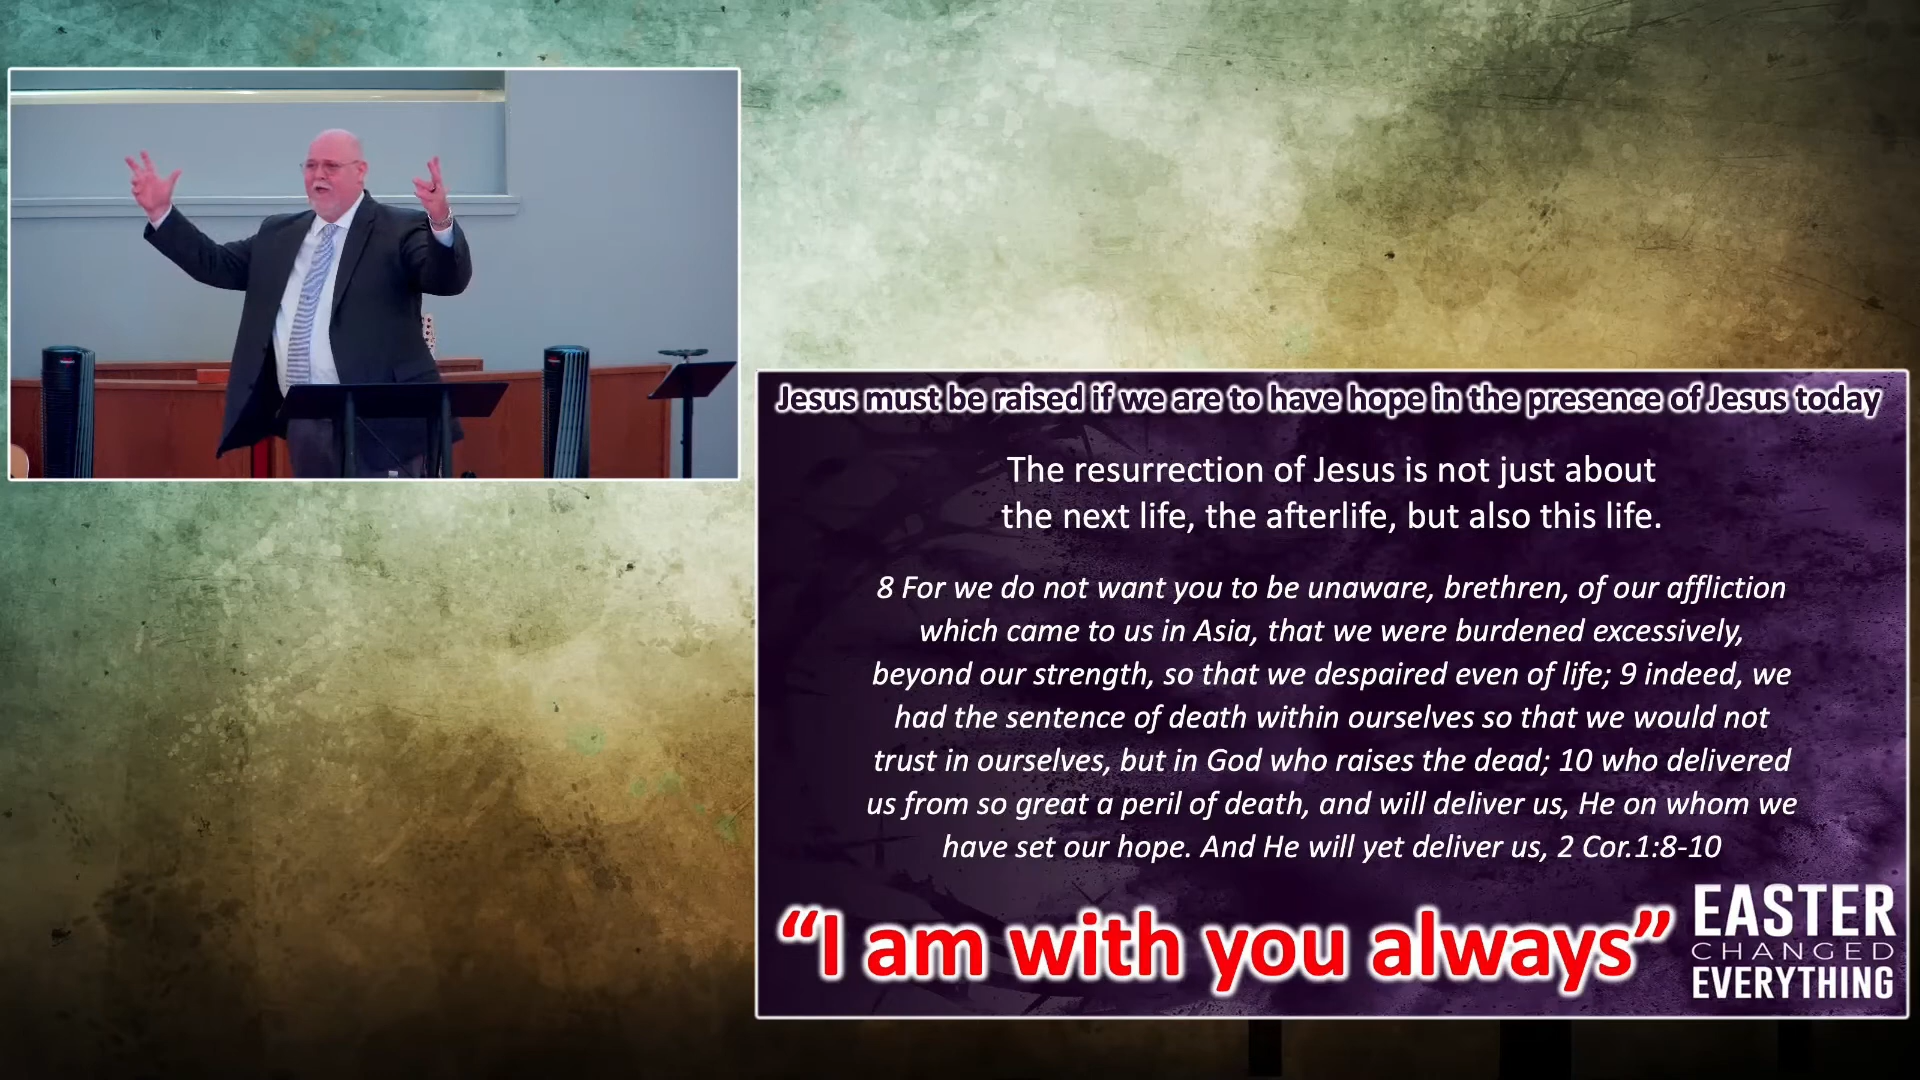 Jesus must be raised if we are to have hope in the presence of Jesus today
The resurrection of Jesus is not just about
the next life, the afterlife, but also this life.
8 For we do not want you to be unaware, brethren, of our affliction
which came to us in Asia, that we were burdened excessively,
beyond our strength, so that we despaired even of life; 9 indeed, we
had the sentence of death within ourselves so that we would not
trust in ourselves, but in God who raises the dead; 10 who delivered
us from so great a peril of death, and will deliver us, He on whom we
have set our hope. And He will yet deliver us, 2 Cor.1:8-10
“I am with you always”
EASTER
CHANGED
EVERYTHING